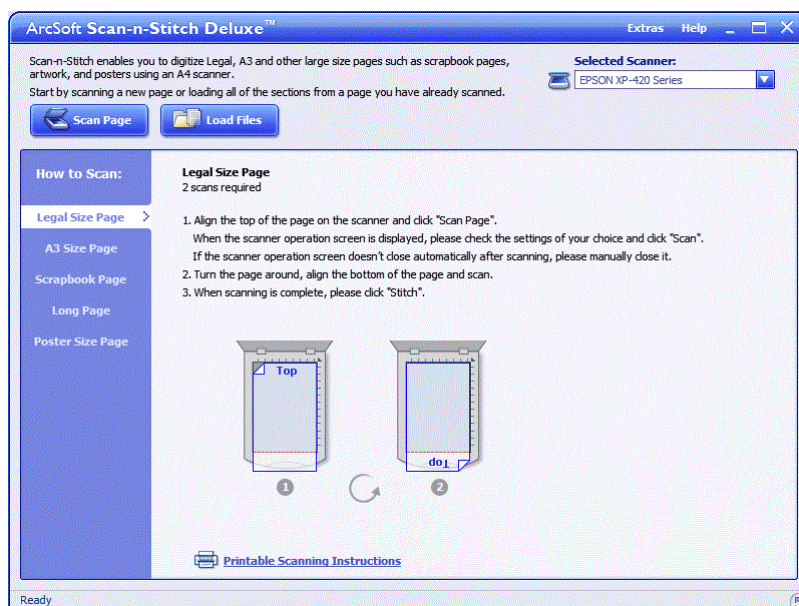 ArcSoft Scan-n-Stitch Deluxe™
Extras Help
Scan-n-Stitch enables you to digitize Legal, A3 and other large size pages such as scrapbook pages,
artwork, and posters using an A4 scanner.
Start by scanning a new page or loading all of the sections from a page you have already scanned.
Selected Scanner:
EPSON XP-420 Series
Scan Page
Load Files
How to Scan:
Legal Size Page
A3 Size Page
Scrapbook Page
Long Page
Poster Size Page
Legal Size Page
2 scans required
1. Align the top of the page on the scanner and click "Scan Page".
When the scanner operation screen is displayed, please check the settings of your choice and click "Scan".
If the scanner operation screen doesn't close automatically after scanning, please manually close it.
2. Turn the page around, align the bottom of the page and scan.
3. When scanning is complete, please click "Stitch".
Top
Top
1
2
Printable Scanning Instructions
Ready